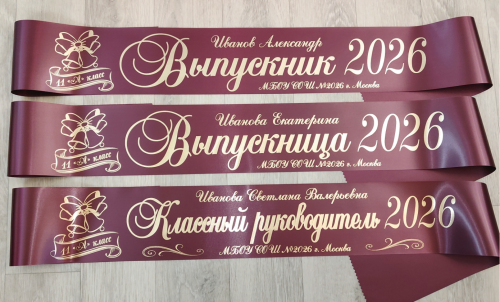 Иванов Александр
Выпускник 2026
МБОУ СОШ №2026 г. Москва
11 «А» класс
Иванова Екатерина
Выпускница 2026
МБОУ СОШ №2026 г. Москва
11 «А» класс
Иванова Светлана Валерьевна
Классный руководитель 2026
МБОУ СОШ №2026 г. Москва
11 «А» класс